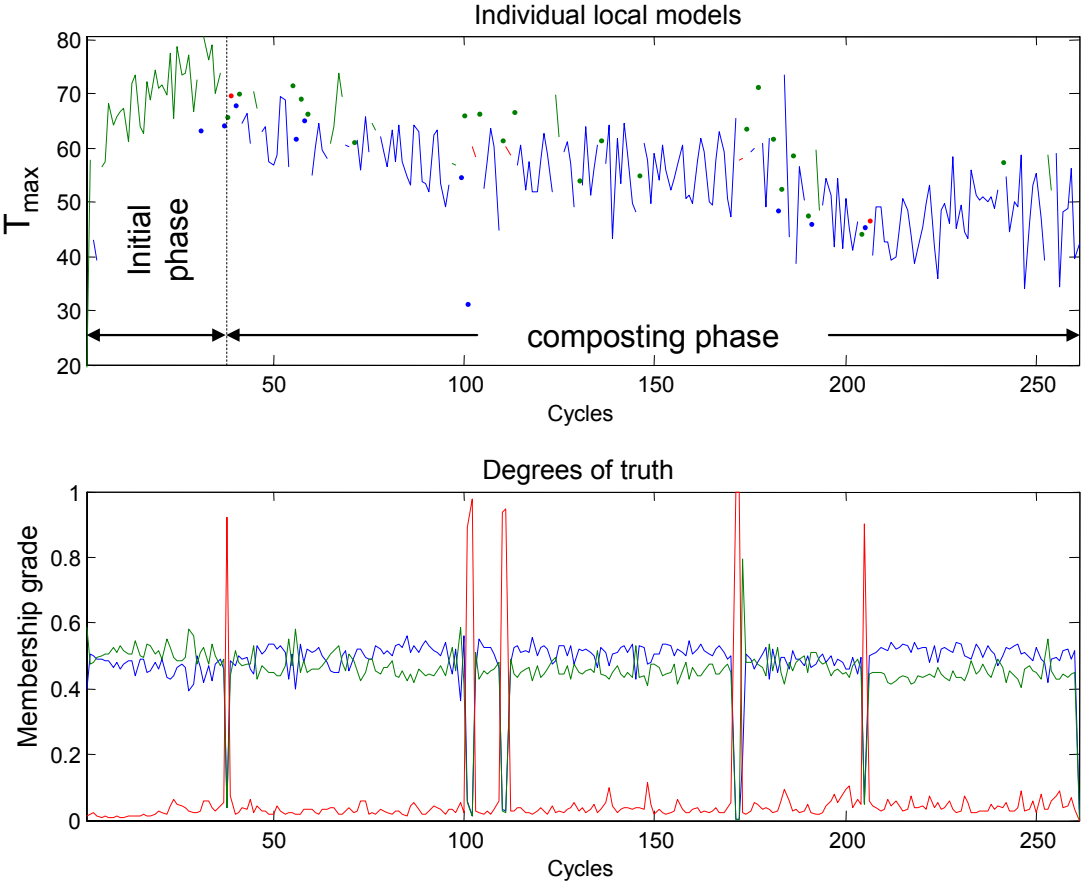 Individual local models
80
70
60
50
40
30
20
T_max
Initial
phase
composting phase
50
100
150
200
250
Cycles
Degrees of truth
1
0.8
0.6
0.4
0.2
0
Membership grade
50
100
150
200
250
Cycles